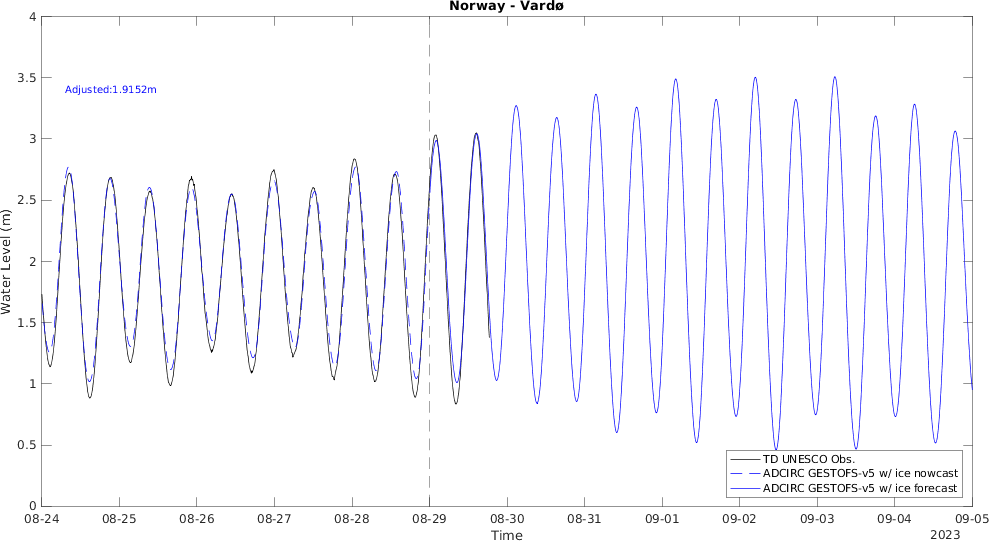 Norway - Vardø
4
3.5
3
2.5
2
1.5
1
0.5
0
Water Level (m)
Adjusted:1.9152m
TD UNESCO Obs.
ADCIRC GESTOFS-v5 w/ ice nowcast
ADCIRC GESTOFS-v5 w/ ice forecast
08-24 08-25 08-26 08-27 08-28 08-29 08-30 08-31 09-01 09-02 09-03 09-04 09-05
Time
2023